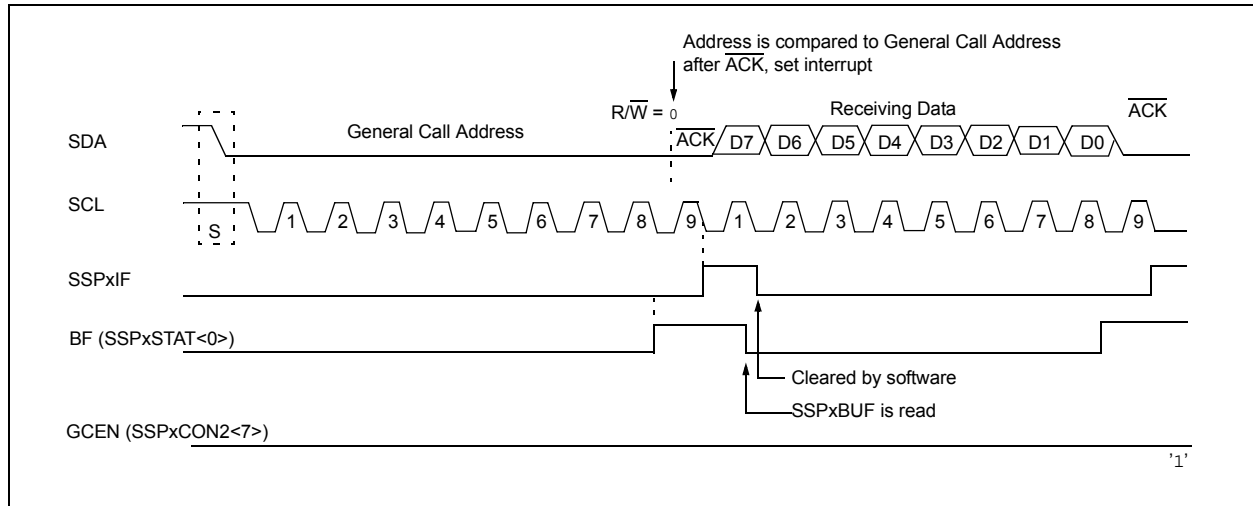 Address is compared to General Call Address
after ACK, set interrupt
R/W = 0
Receiving Data
ACK
SDA
General Call Address
ACK
D7 D6 D5 D4 D3 D2 D1 D0
SCL
S
1 2 3 4 5 6 7 8 9 1 2 3 4 5 6 7 8 9
SSPxIF
BF (SSPxSTAT<0>)
Cleared by software
SSPxBUF is read
GCEN (SSPxCON2<7>)
'1'